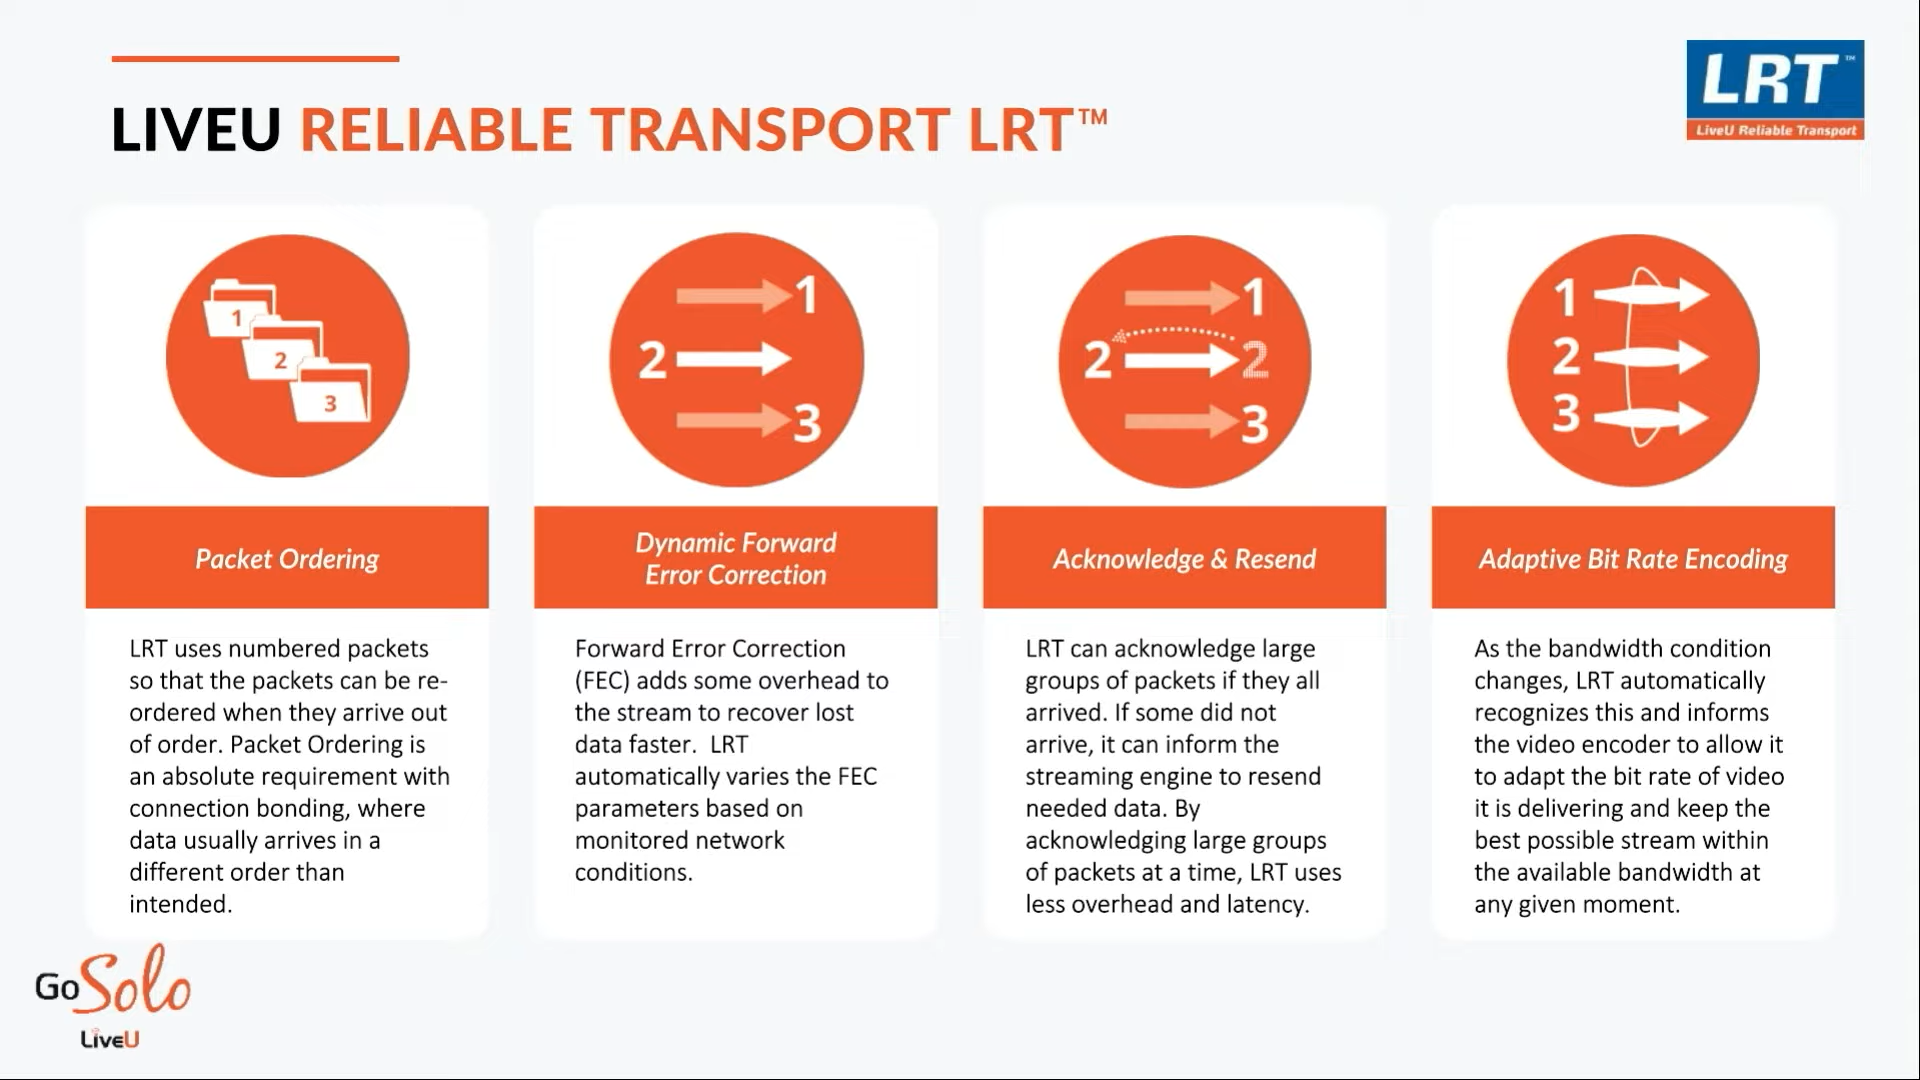 LIVEU RELIABLE TRANSPORT LRT™
LRT™
LiveU Reliable Transport
1
2
3
1
2
3
1
2 2
3
1
2
3
Packet Ordering
LRT uses numbered packets
so that the packets can be re-
ordered when they arrive out
of order. Packet Ordering is
an absolute requirement with
connection bonding, where
data usually arrives in a
different order than
intended.
Dynamic Forward
Error Correction
Forward Error Correction
(FEC) adds some overhead to
the stream to recover lost
data faster.  LRT
automatically varies the FEC
parameters based on
monitored network
conditions.
Acknowledge & Resend
LRT can acknowledge large
groups of packets if they all
arrived. If some did not
arrive, it can inform the
streaming engine to resend
needed data. By
acknowledging large groups
of packets at a time, LRT uses
less overhead and latency.
Adaptive Bit Rate Encoding
As the bandwidth condition
changes, LRT automatically
recognizes this and informs
the video encoder to allow it
to adapt the bit rate of video
it is delivering and keep the
best possible stream within
the available bandwidth at
any given moment.
Go Solo
LiveU